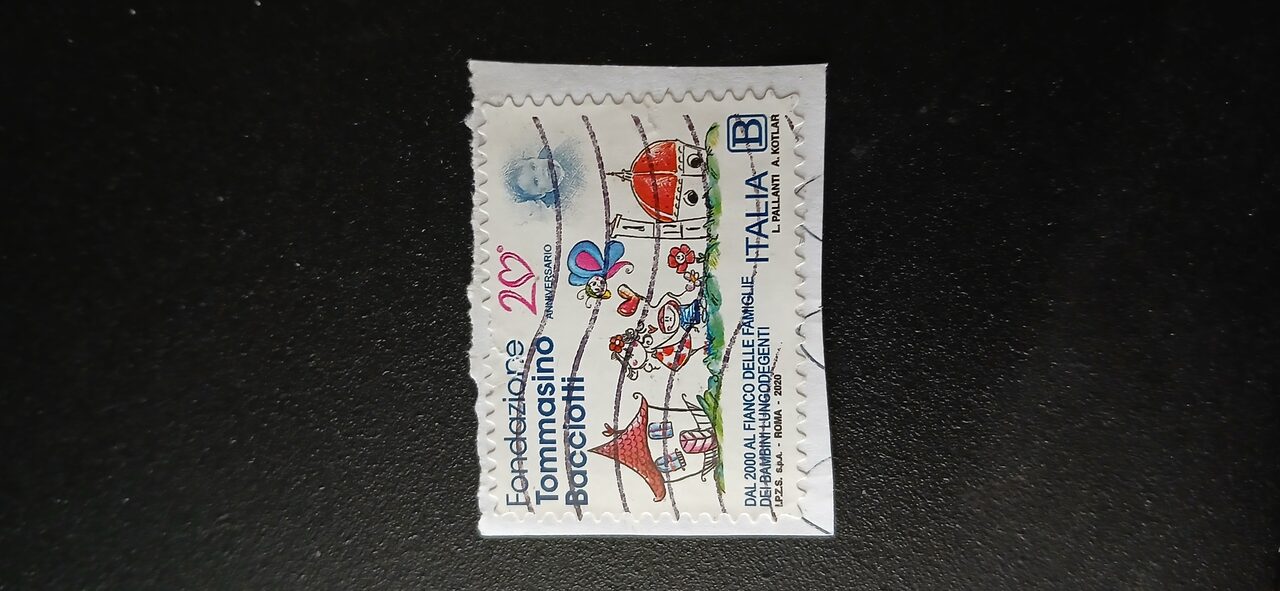 Fondazione
Tommasino
Bacciotti
20
ANNIVERSARIO
DAL 2000 AL FIANCO DELLE FAMIGLIE
DEI BAMBINI LUNGODEGENTI
I.P.Z.S. S.p.A. - ROMA - 2020
ITALIA B
L. PALLANTI A. KOTLAR